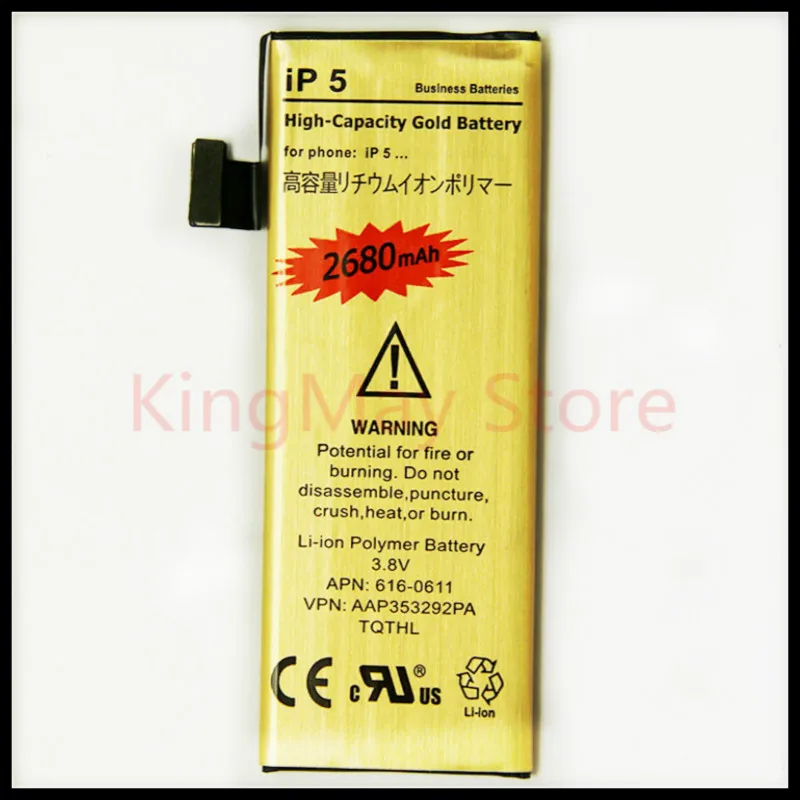 iP 5
Business Batteries
High-Capacity Gold Battery
for phone: iP 5 ...
高容量リチウムイオンポリマー
2680mAh
KingMay Store
WARNING
Potential for fire or
burning. Do not
disassemble,puncture,
crush,heat,or burn.
Li-ion Polymer Battery
3.8V
APN: 616-0611
VPN: AAP353292PA
TQTHL
CE c RU ® US
Li-ion